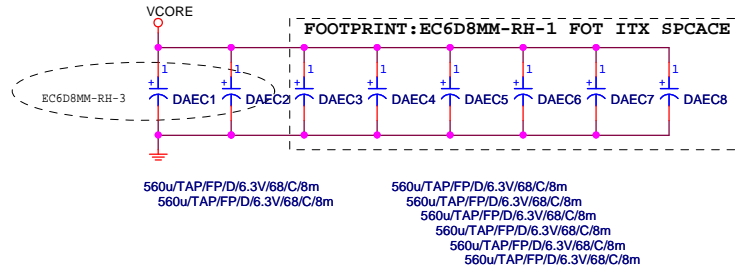 VCORE
FOOTPRINT:EC6D8MM-RH-1 FOT ITX SPCACE
1 1 1 1 1 1 1 1
+ + + + + + + +
EC6D8MM-RH-3 DAEC1 DAEC2 DAEC3 DAEC4 DAEC5 DAEC6 DAEC7 DAEC8
560u/TAP/FP/D/6.3V/68/C/8m 560u/TAP/FP/D/6.3V/68/C/8m
560u/TAP/FP/D/6.3V/68/C/8m 560u/TAP/FP/D/6.3V/68/C/8m
560u/TAP/FP/D/6.3V/68/C/8m
560u/TAP/FP/D/6.3V/68/C/8m
560u/TAP/FP/D/6.3V/68/C/8m
560u/TAP/FP/D/6.3V/68/C/8m